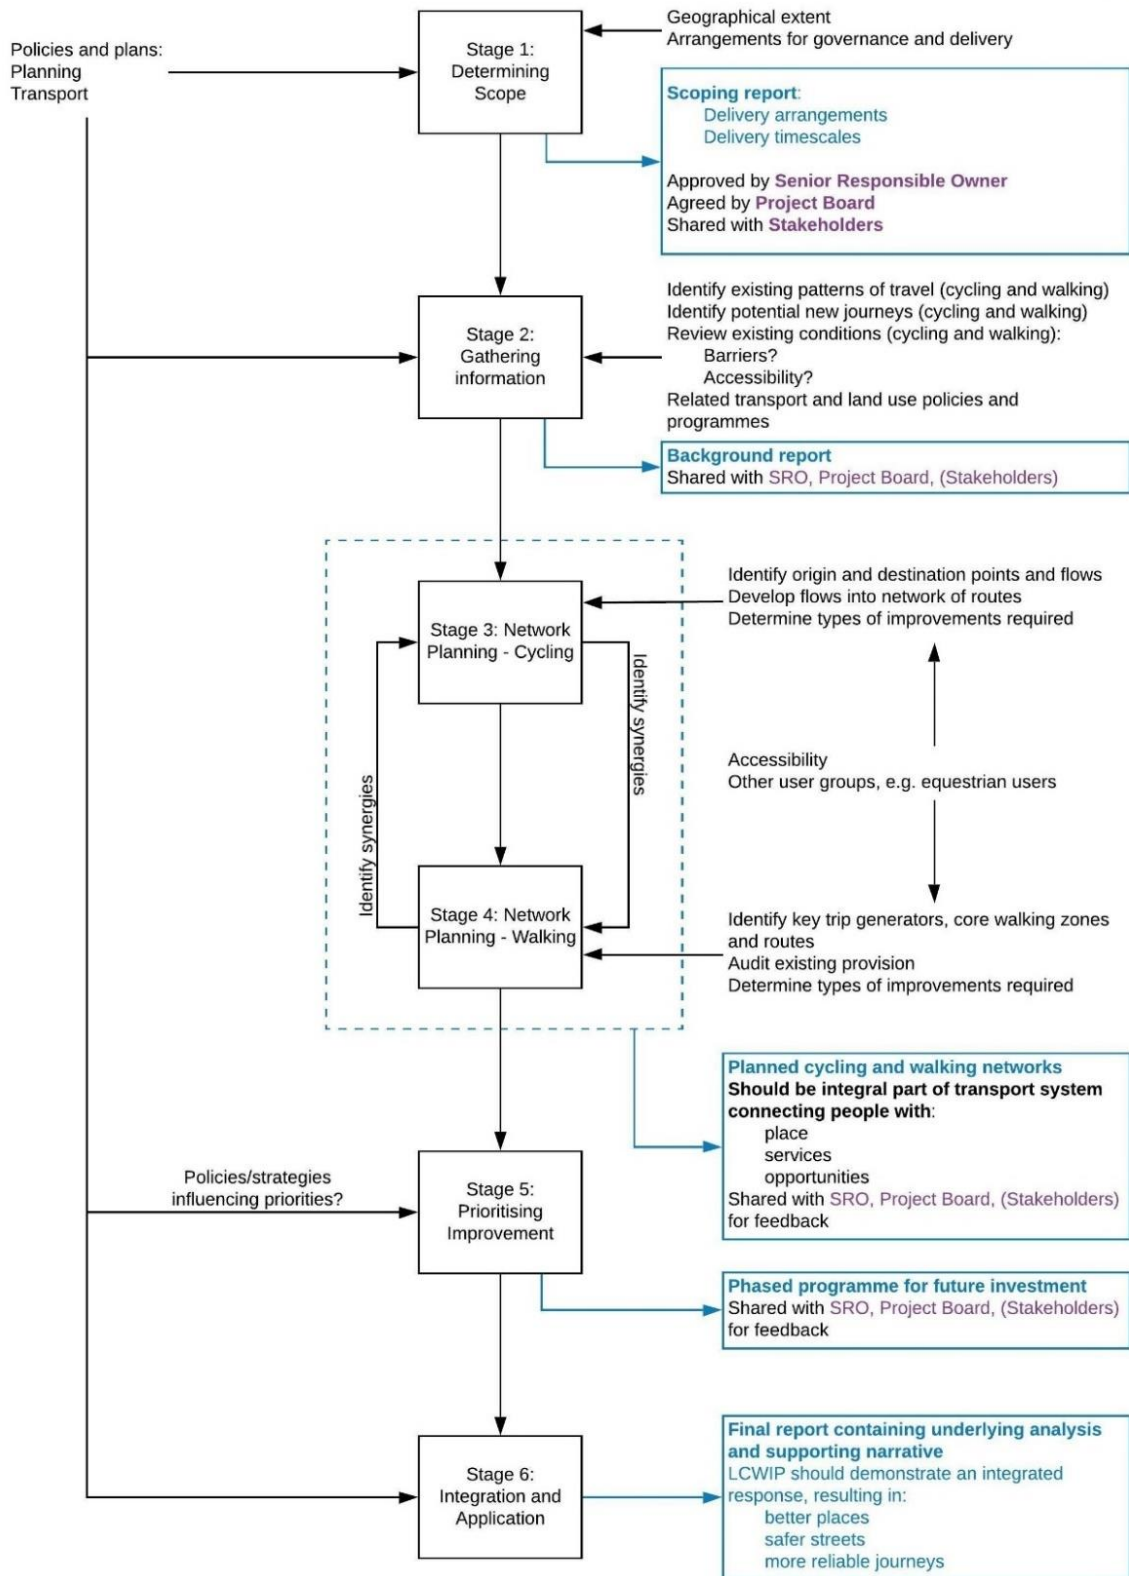 Policies and plans:
Planning
Transport
Stage 1:
Determining
Scope
Geographical extent
Arrangements for governance and delivery
Scoping report:
Delivery arrangements
Delivery timescales
Approved by Senior Responsible Owner
Agreed by Project Board
Shared with Stakeholders
Stage 2:
Gathering
information
Identify existing patterns of travel (cycling and walking)
Identify potential new journeys (cycling and walking)
Review existing conditions (cycling and walking):
Barriers?
Accessibility?
Related transport and land use policies and
programmes
Background report
Shared with SRO, Project Board, (Stakeholders)
Stage 3: Network
Planning - Cycling
Identify synergies
Identify synergies
Identify origin and destination points and flows
Develop flows into network of routes
Determine types of improvements required
Accessibility
Other user groups, e.g. equestrian users
Stage 4: Network
Planning - Walking
Identify key trip generators, core walking zones
and routes
Audit existing provision
Determine types of improvements required
Planned cycling and walking networks
Should be integral part of transport system
connecting people with:
place
services
opportunities
Shared with SRO, Project Board, (Stakeholders)
for feedback
Policies/strategies
influencing priorities?
Stage 5:
Prioritising
Improvement
Phased programme for future investment
Shared with SRO, Project Board, (Stakeholders)
for feedback
Stage 6:
Integration and
Application
Final report containing underlying analysis
and supporting narrative
LCWIP should demonstrate an integrated
response, resulting in:
better places
safer streets
more reliable journeys